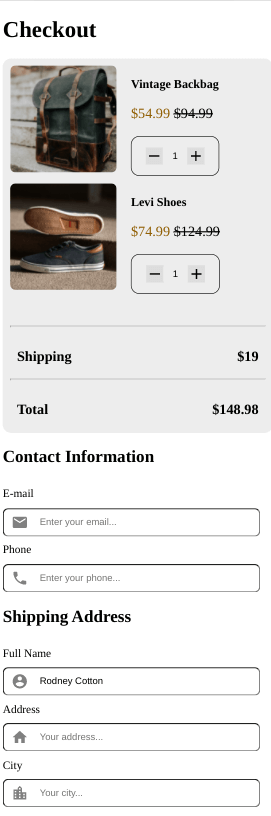 Checkout
Vintage Backbag
$54.99 $94.99
1
Levi Shoes
$74.99 $124.99
1
Shipping $19
Total $148.98
Contact Information
E-mail
Enter your email...
Phone
Enter your phone...
Shipping Address
Full Name
Rodney Cotton
Address
Your address...
City
Your city...